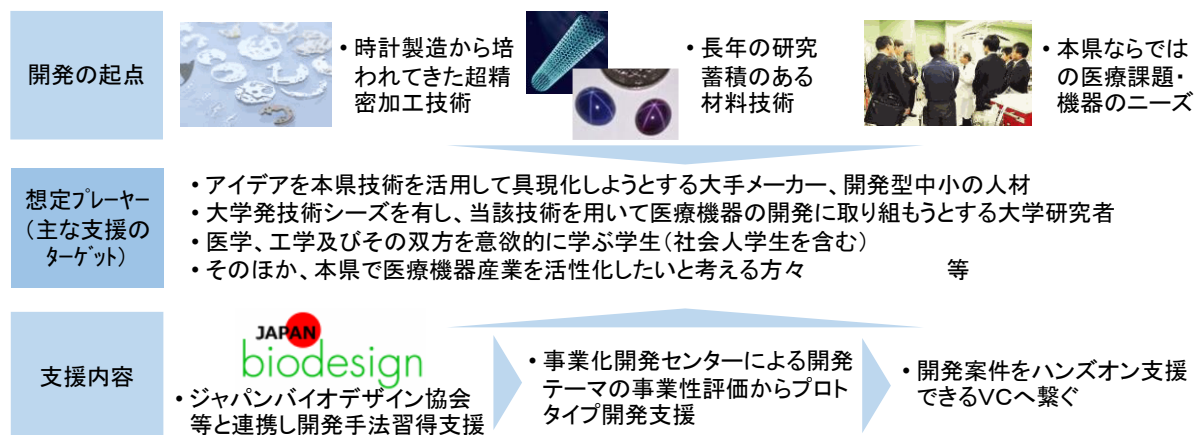 開発の起点
• 時計製造から培
われてきた超精
密加工技術
• 長年の研究
蓄積のある
材料技術
• 本県ならでは
の医療課題・
機器のニーズ
想定プレーヤー
（主な支援の
ターゲット）
• アイデアを本県技術を活用して具現化しようとする大手メーカー、開発型中小の人材
• 大学発技術シーズを有し、当該技術を用いて医療機器の開発に取り組もうとする大学研究者
• 医学、工学及びその双方を意欲的に学ぶ学生（社会人学生を含む）
• そのほか、本県で医療機器産業を活性化したいと考える方々　等
支援内容
JAPAN
biodesign
• ジャパンバイオデザイン協会
等と連携し開発手法習得支援
• 事業化開発センターによる開発
テーマの事業性評価からプロト
タイプ開発支援
• 開発案件をハンズオン支援
できるVCへ繋ぐ